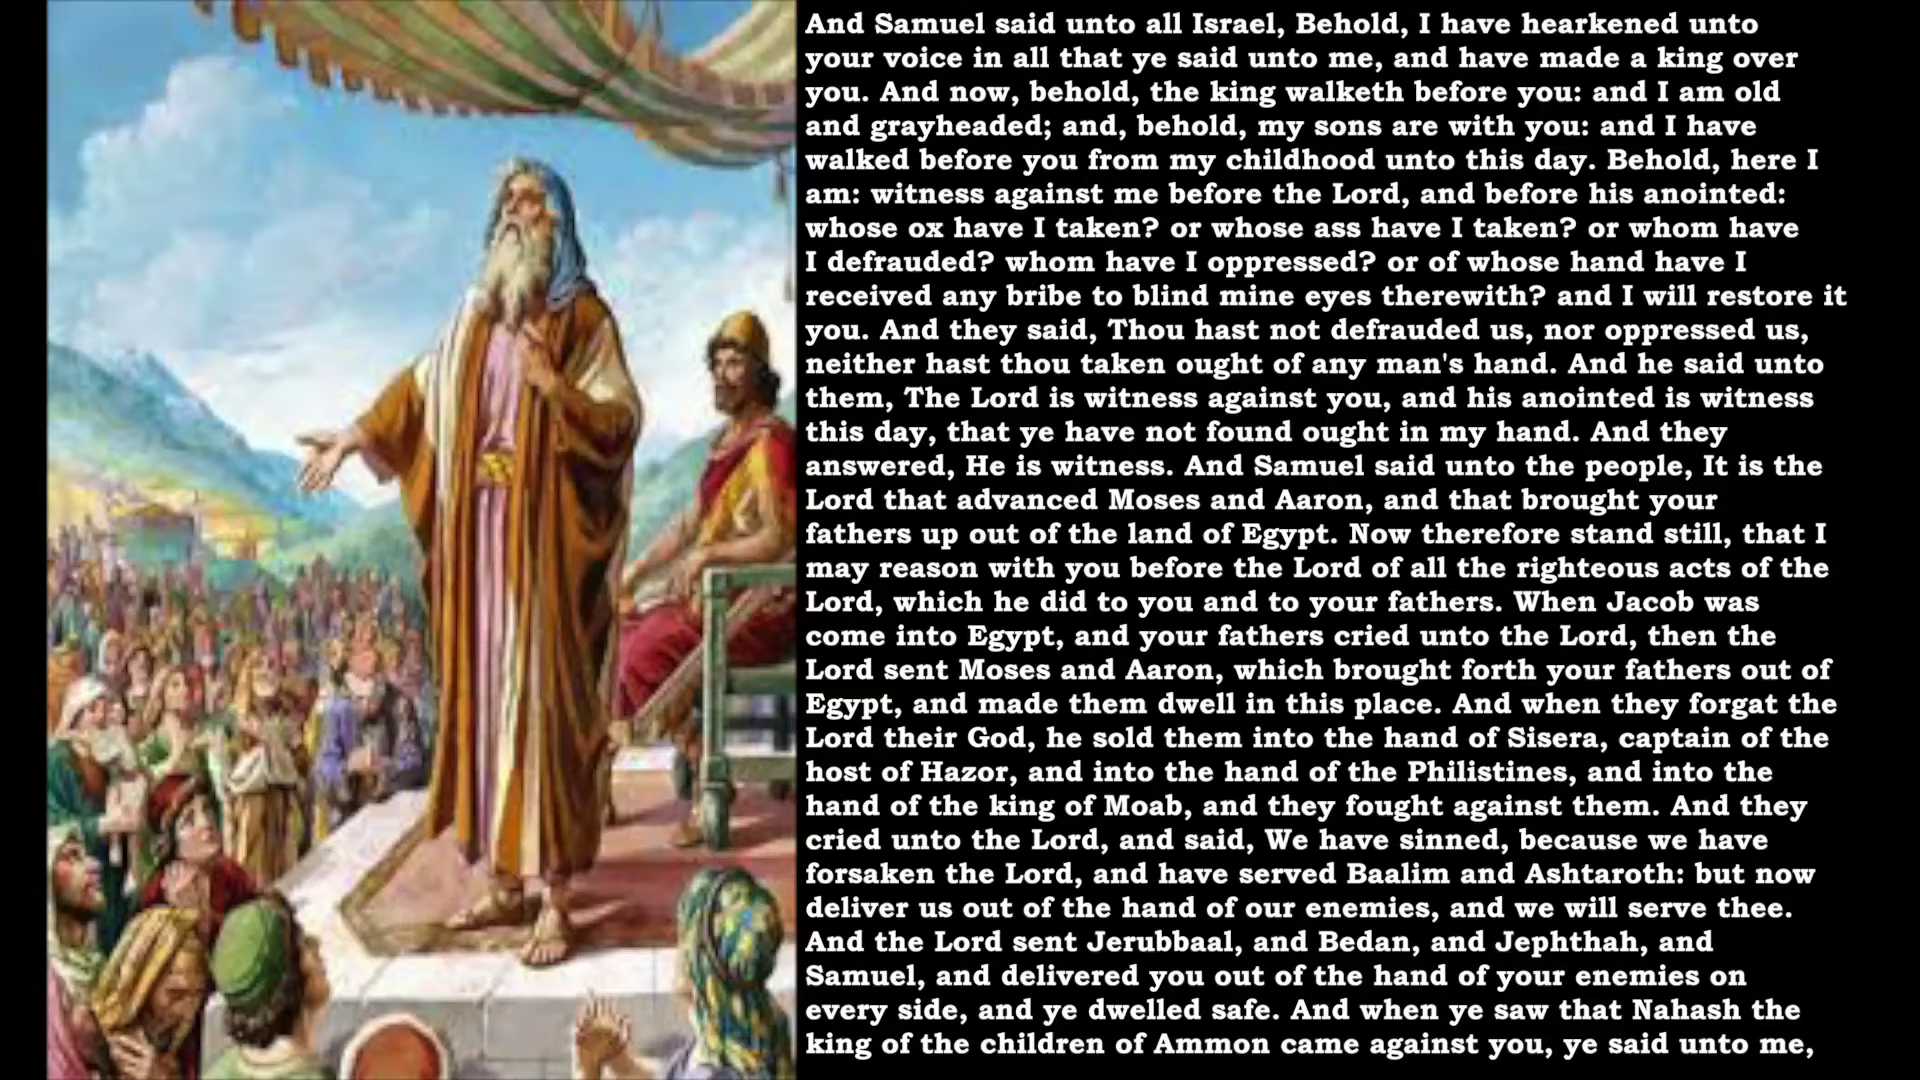 And Samuel said unto all Israel, Behold, I have hearkened unto
your voice in all that ye said unto me, and have made a king over
you. And now, behold, the king walketh before you: and I am old
and grayheaded; and, behold, my sons are with you: and I have
walked before you from my childhood unto this day. Behold, here I
am: witness against me before the Lord, and before his anointed:
whose ox have I taken? or whose ass have I taken? or whom have
I defrauded? whom have I oppressed? or of whose hand have I
received any bribe to blind mine eyes therewith? and I will restore it
you. And they said, Thou hast not defrauded us, nor oppressed us,
neither hast thou taken ought of any man's hand. And he said unto
them, The Lord is witness against you, and his anointed is witness
this day, that ye have not found ought in my hand. And they
answered, He is witness. And Samuel said unto the people, It is the
Lord that advanced Moses and Aaron, and that brought your
fathers up out of the land of Egypt. Now therefore stand still, that I
may reason with you before the Lord of all the righteous acts of the
Lord, which he did to you and to your fathers. When Jacob was
come into Egypt, and your fathers cried unto the Lord, then the
Lord sent Moses and Aaron, which brought forth your fathers out of
Egypt, and made them dwell in this place. And when they forgat the
Lord their God, he sold them into the hand of Sisera, captain of the
host of Hazor, and into the hand of the Philistines, and into the
hand of the king of Moab, and they fought against them. And they
cried unto the Lord, and said, We have sinned, because we have
forsaken the Lord, and have served Baalim and Ashtaroth: but now
deliver us out of the hand of our enemies, and we will serve thee.
And the Lord sent Jerubbaal, and Bedan, and Jephthah, and
Samuel, and delivered you out of the hand of your enemies on
every side, and ye dwelled safe. And when ye saw that Nahash the
king of the children of Ammon came against you, ye said unto me,